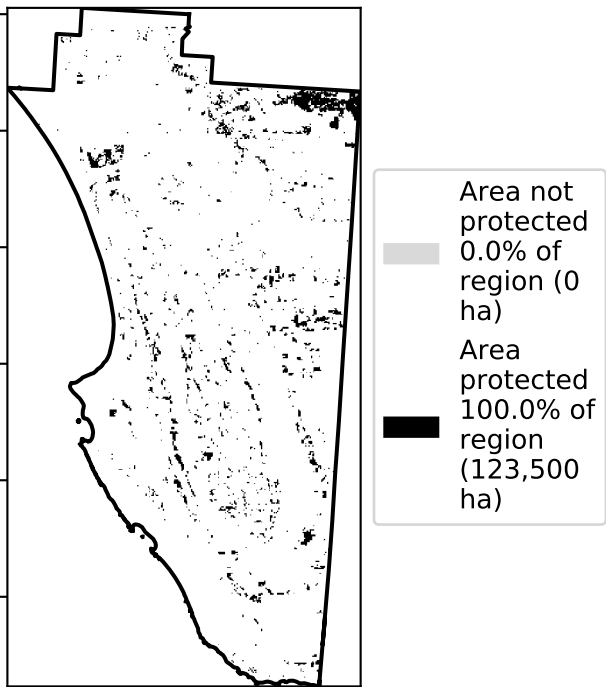 Area not
protected
0.0% of
region (0
ha)
Area
protected
100.0% of
region
(123,500
ha)